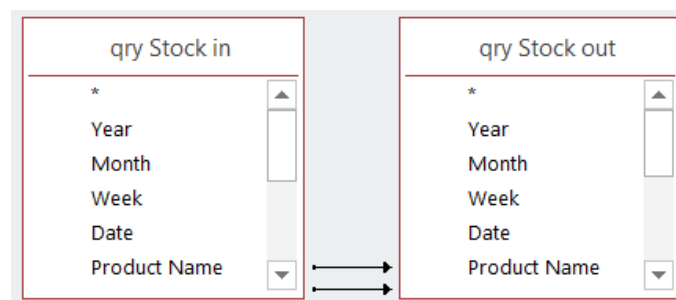 qry Stock in
*
Year
Month
Week
Date
Product Name
qry Stock out
*
Year
Month
Week
Date
Product Name